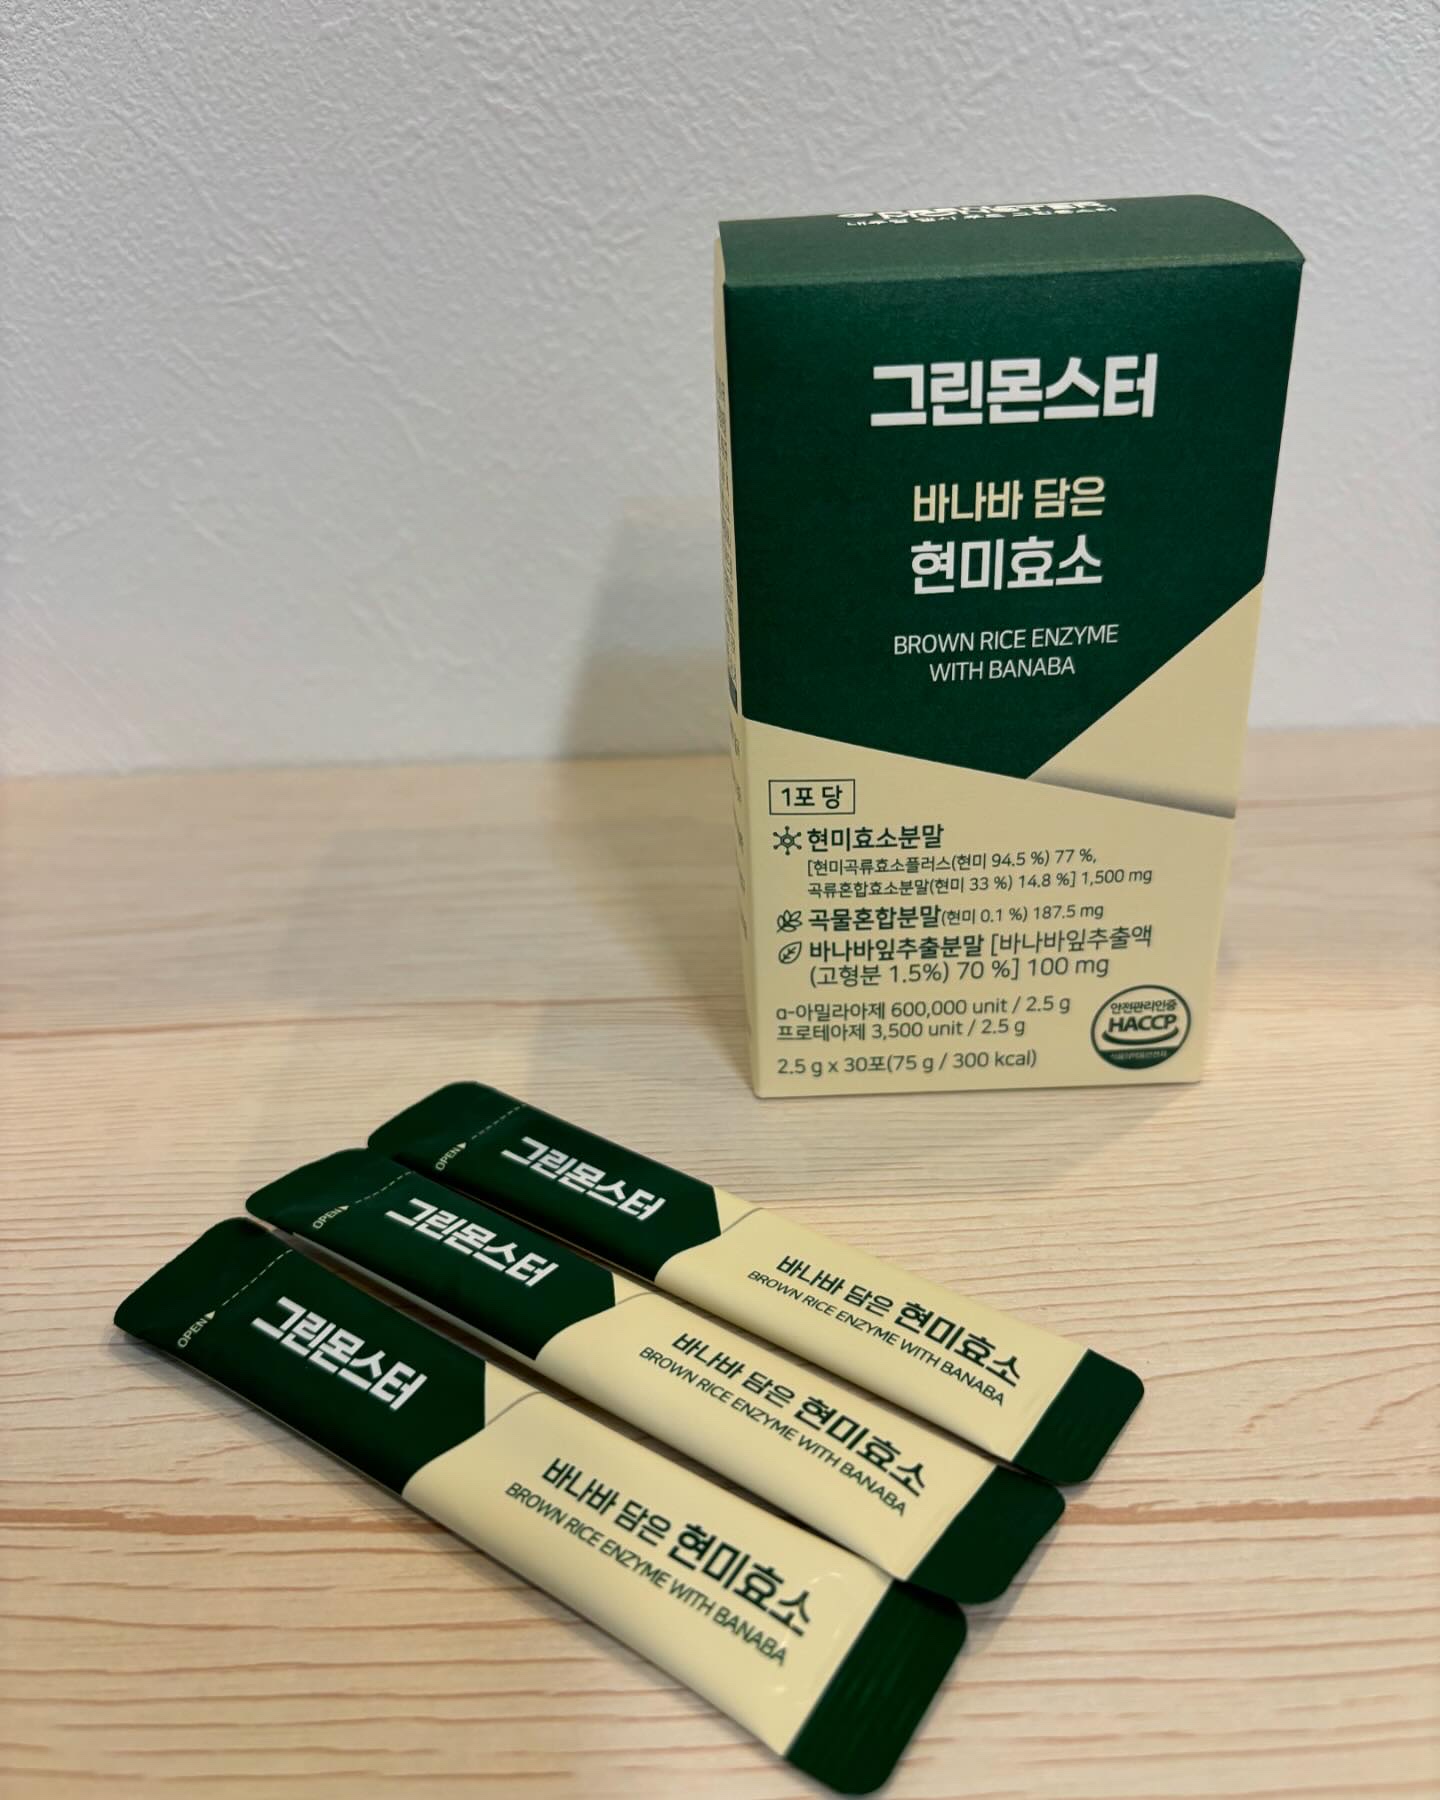 그린몬스터
바나바 담은
현미효소
BROWN RICE ENZYME
WITH BANABA
1포 당
현미효소분말
[현미곡류효소플러스(현미 94.5 %) 77 %,
곡류혼합효소분말(현미 33 %) 14.8 %] 1,500 mg
곡물혼합분말(현미 0.1 %) 187.5 mg
바나바잎추출분말 [바나바잎추출액
(고형분 1.5%) 70 %] 100 mg
α-아밀라아제 600,000 unit / 2.5 g
프로테아제 3,500 unit / 2.5 g
2.5 g x 30포(75 g / 300 kcal)
안전관리인증
HACCP
OPEN
그린몬스터
바나바 담은 현미효소
BROWN RICE ENZYME WITH BANABA
OPEN
그린몬스터
바나바 담은 현미효소
BROWN RICE ENZYME WITH BANABA
OPEN
그린몬스터
바나바 담은 현미효소
BROWN RICE ENZYME WITH BANABA